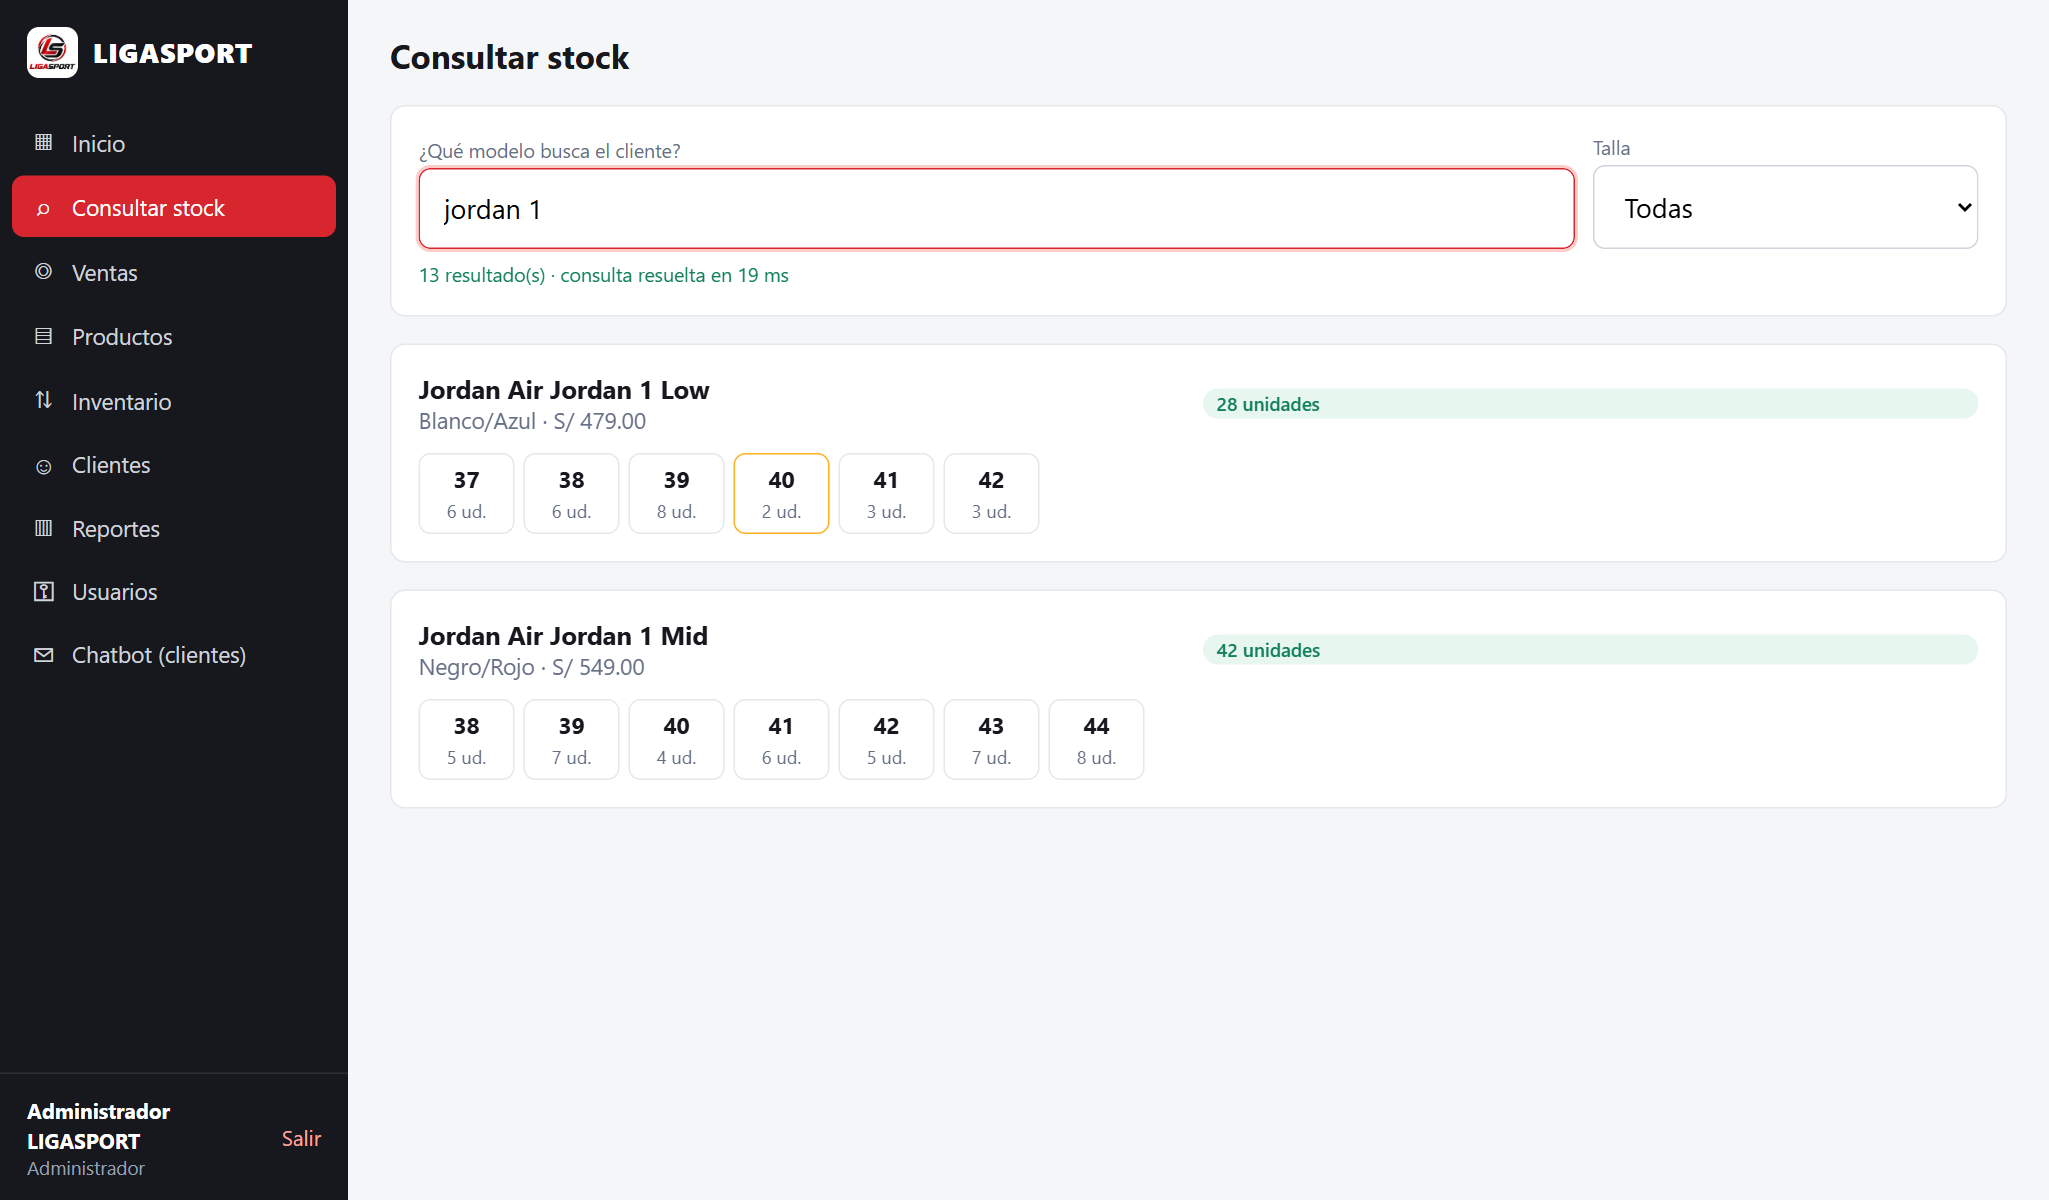 LIGASPORT
LIGASPORT
Inicio
Consultar stock
Ventas
Productos
Inventario
Clientes
Reportes
Usuarios
Chatbot (clientes)
Administrador
LIGASPORT
Administrador
Salir
Consultar stock
¿Qué modelo busca el cliente?
jordan 1
Talla
Todas
13 resultado(s) · consulta resuelta en 19 ms
Jordan Air Jordan 1 Low
Blanco/Azul · S/ 479.00
28 unidades
37 38 39 40 41 42
6 ud. 6 ud. 8 ud. 2 ud. 3 ud. 3 ud.
Jordan Air Jordan 1 Mid
Negro/Rojo · S/ 549.00
42 unidades
38 39 40 41 42 43 44
5 ud. 7 ud. 4 ud. 6 ud. 5 ud. 7 ud. 8 ud.